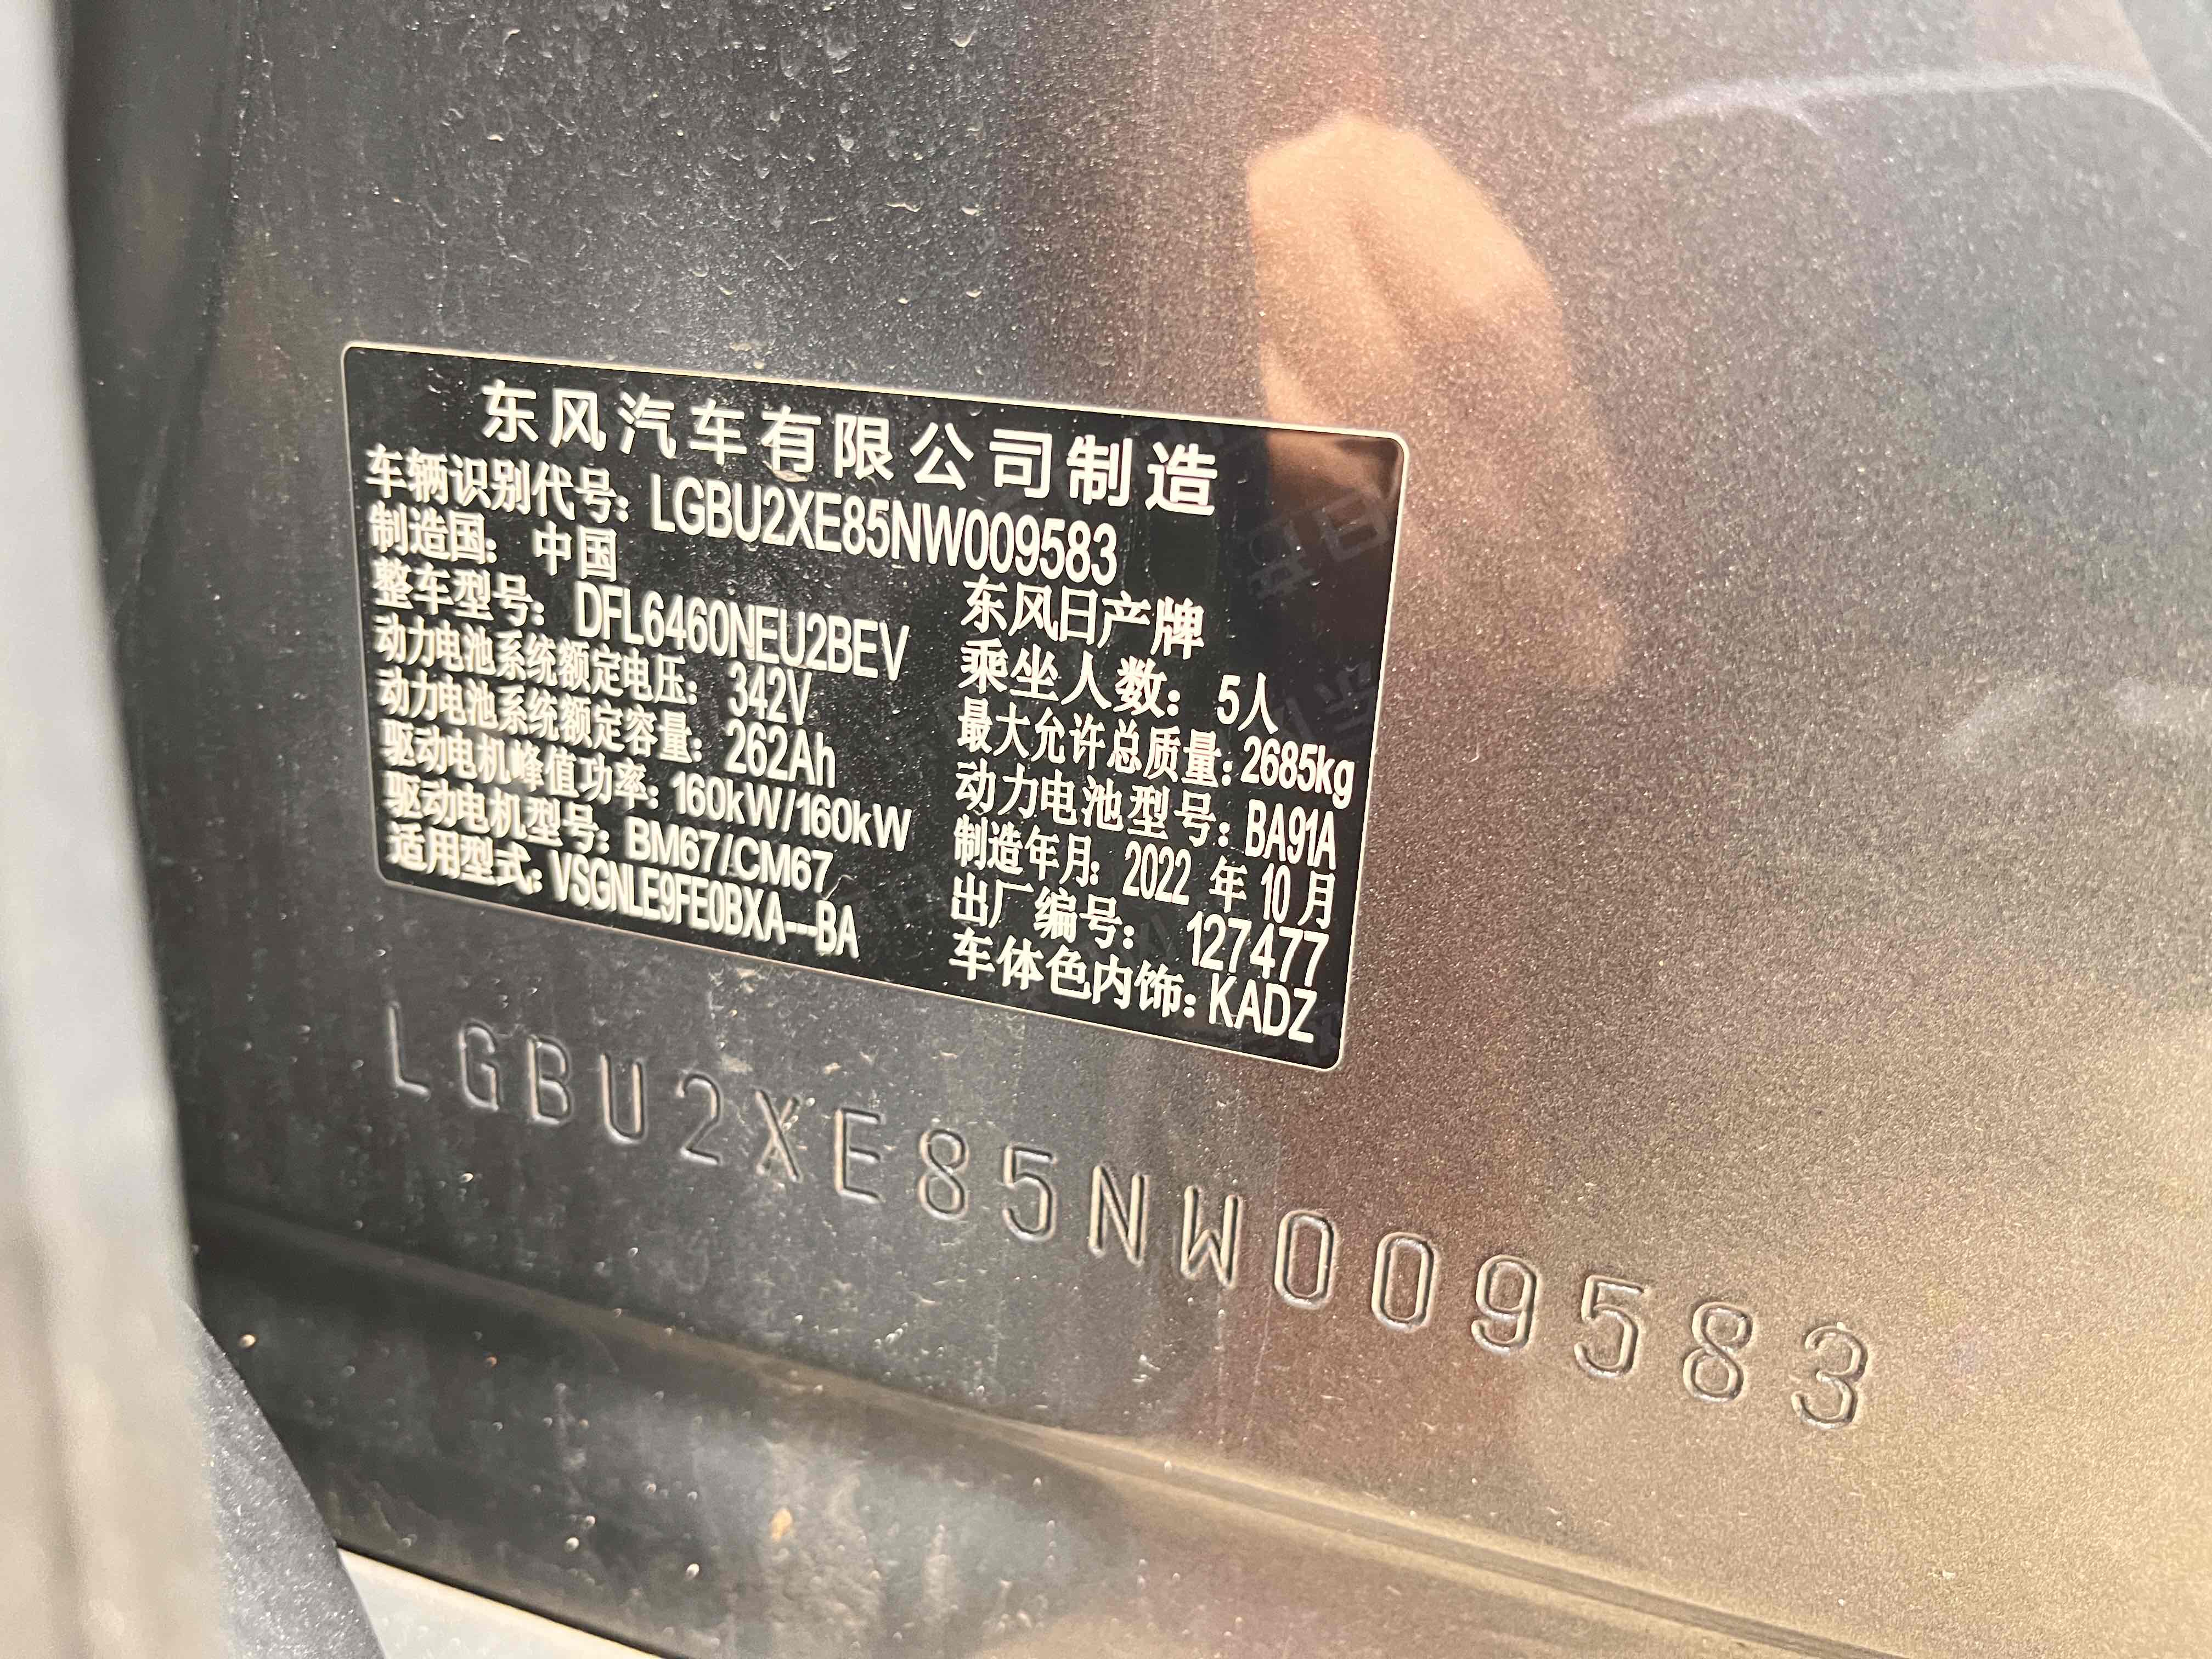 东风汽车有限公司制造
车辆识别代号: LGBU2XE85NW009583
制造国: 中国 东风日产牌
整车型号: DFL6460NEU2BEV 乘坐人数: 5人
动力电池系统额定电压: 342V 最大允许总质量: 2685kg
动力电池系统额定容量: 262Ah 动力电池型号: BA91A
驱动电机峰值功率: 160kW/160kW 制造年月: 2022 年 10 月
驱动电机型号: BM67/CM67 出厂编号: 127477
适用型式: VSGNLE9FE0BXA---BA 车体色内饰: KADZ
LGBU2XE85NW009583